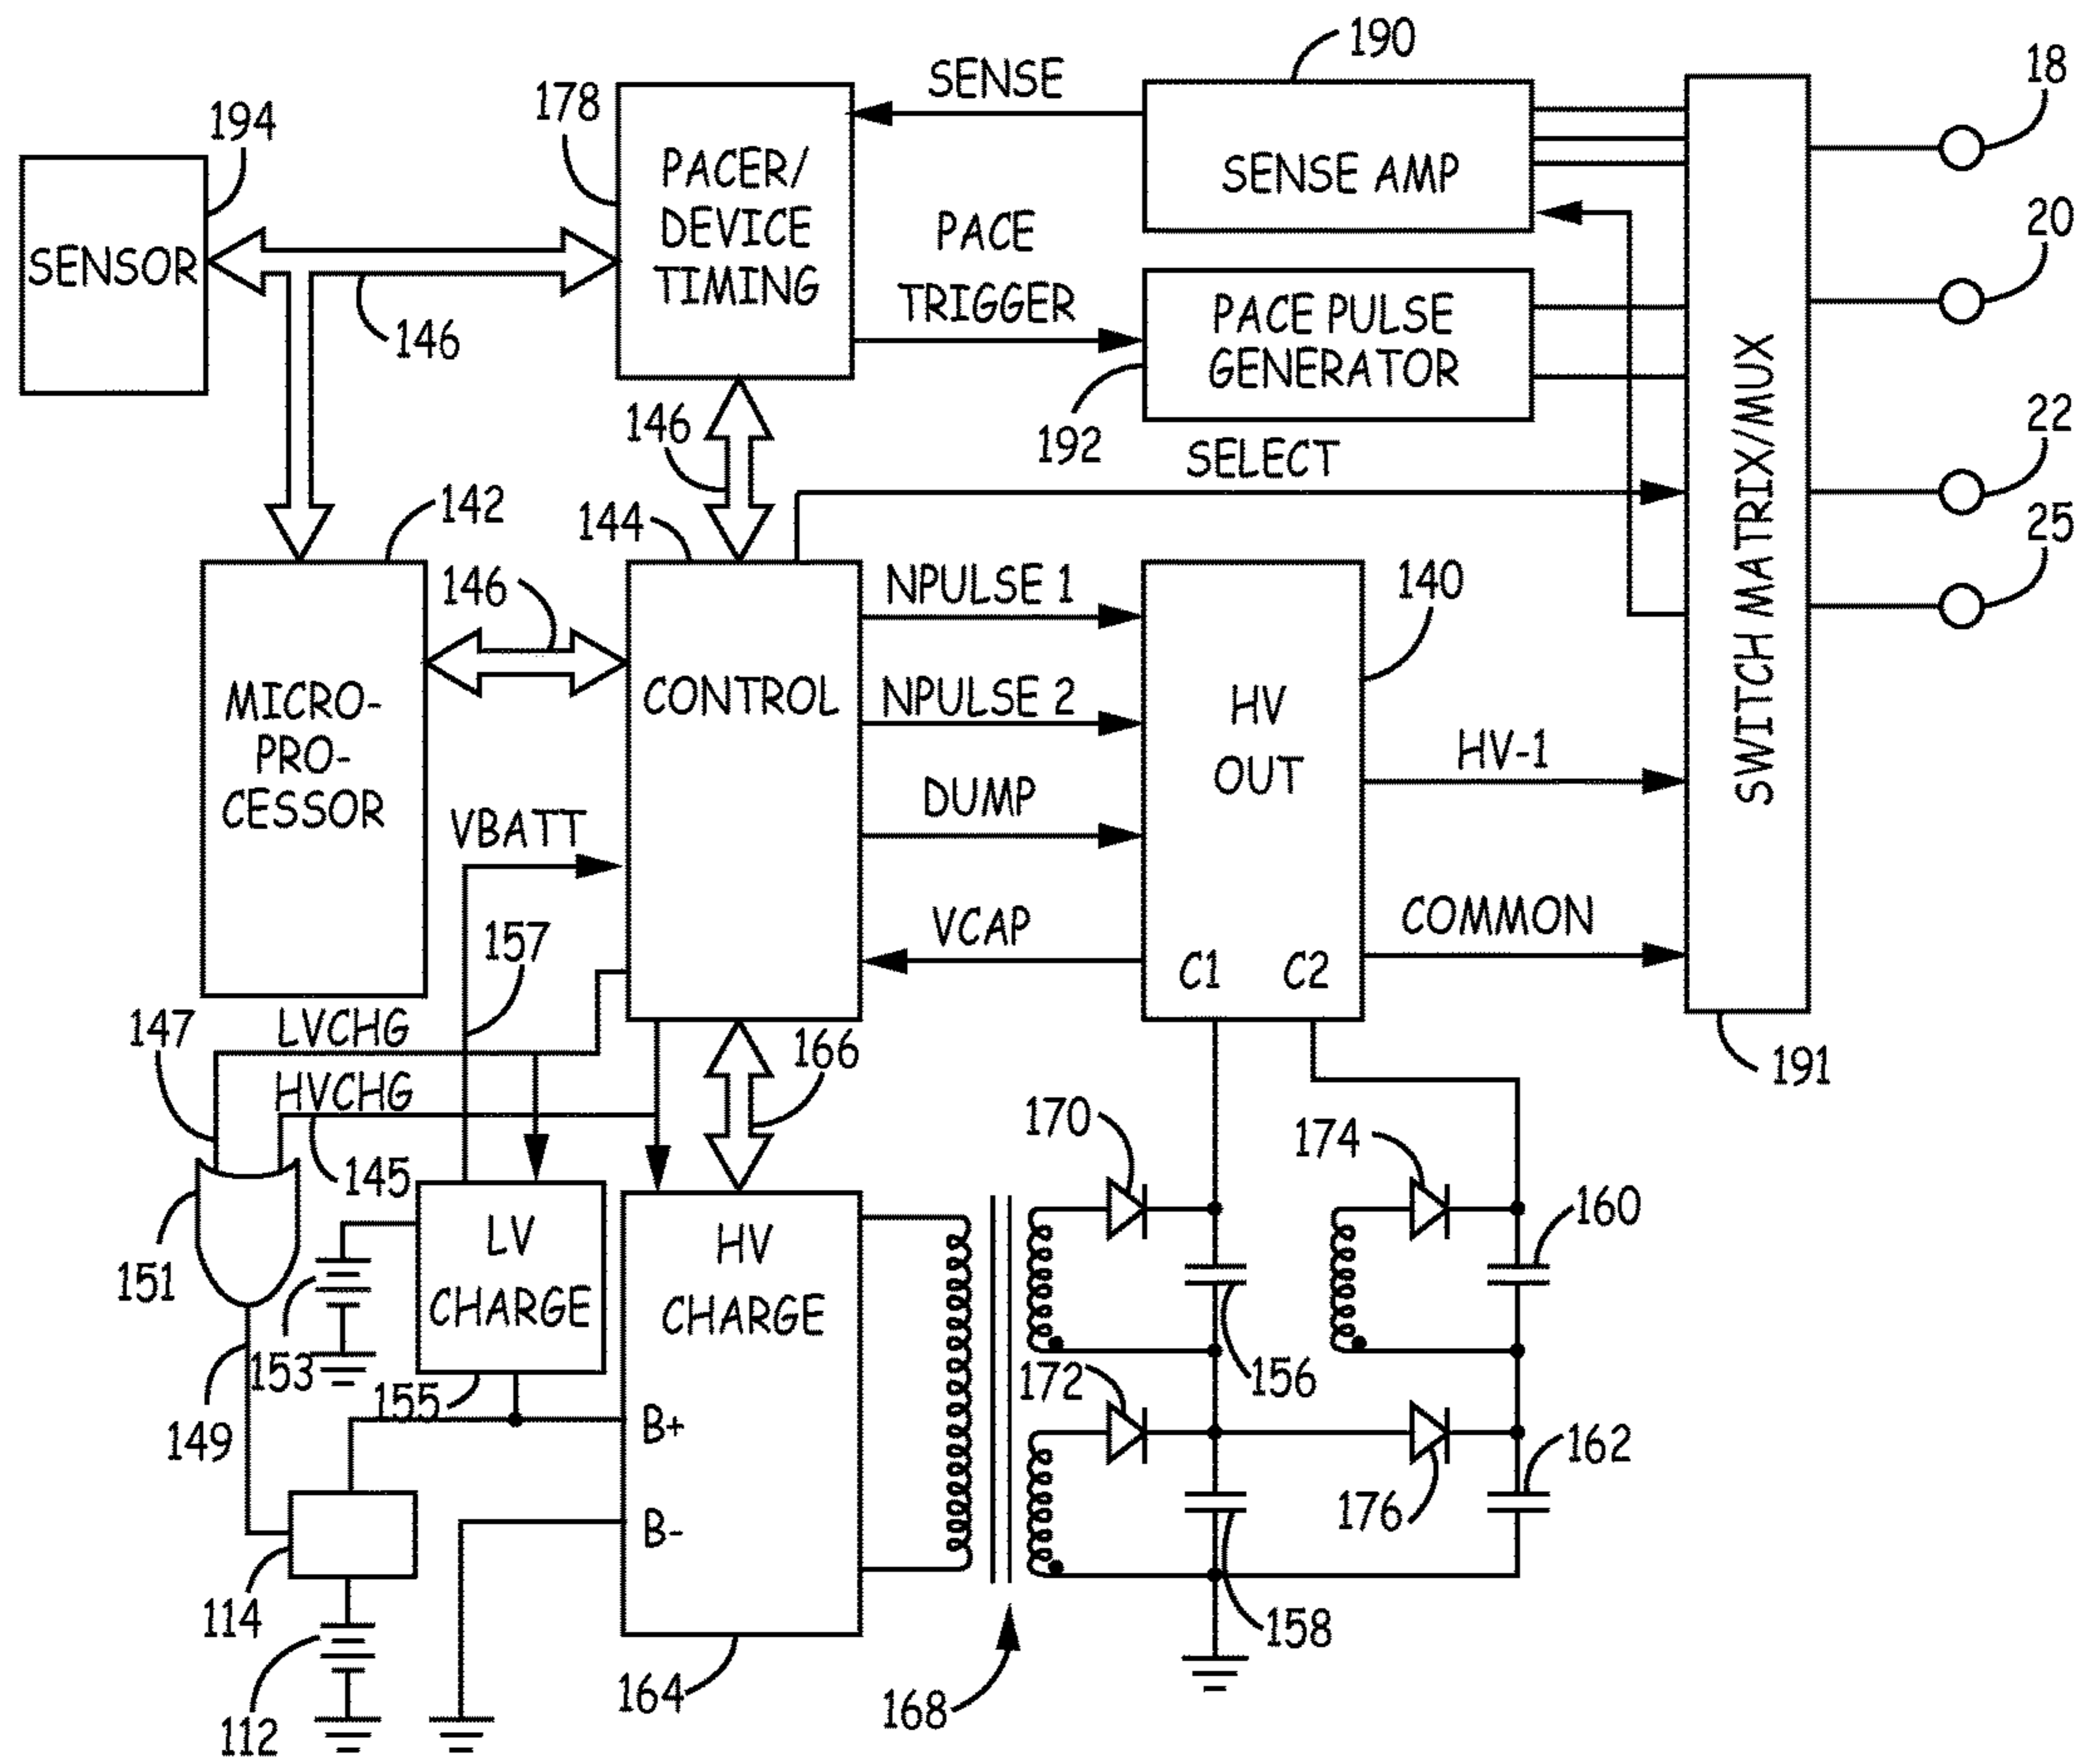 190
18
SENSE
178
194
PACER/
DEVICE
TIMING
SENSE AMP
20
SENSOR
PACE
TRIGGER
146
PACE PULSE
GENERATOR
192
146
SELECT
22
SWITCH MATRIX/MUX
142
144
25
146
NPULSE 1
140
MICRO-
PRO-
CESSOR
CONTROL
NPULSE 2
HV
OUT
HV-1
DUMP
VBATT
157
VCAP
COMMON
C1 C2
147
LVCHG
166
191
HVCHG
145
170
174
160
151
LV
CHARGE
HV
CHARGE
153
155
172
156
149
B+
162
176
B-
114
158
164
168
112